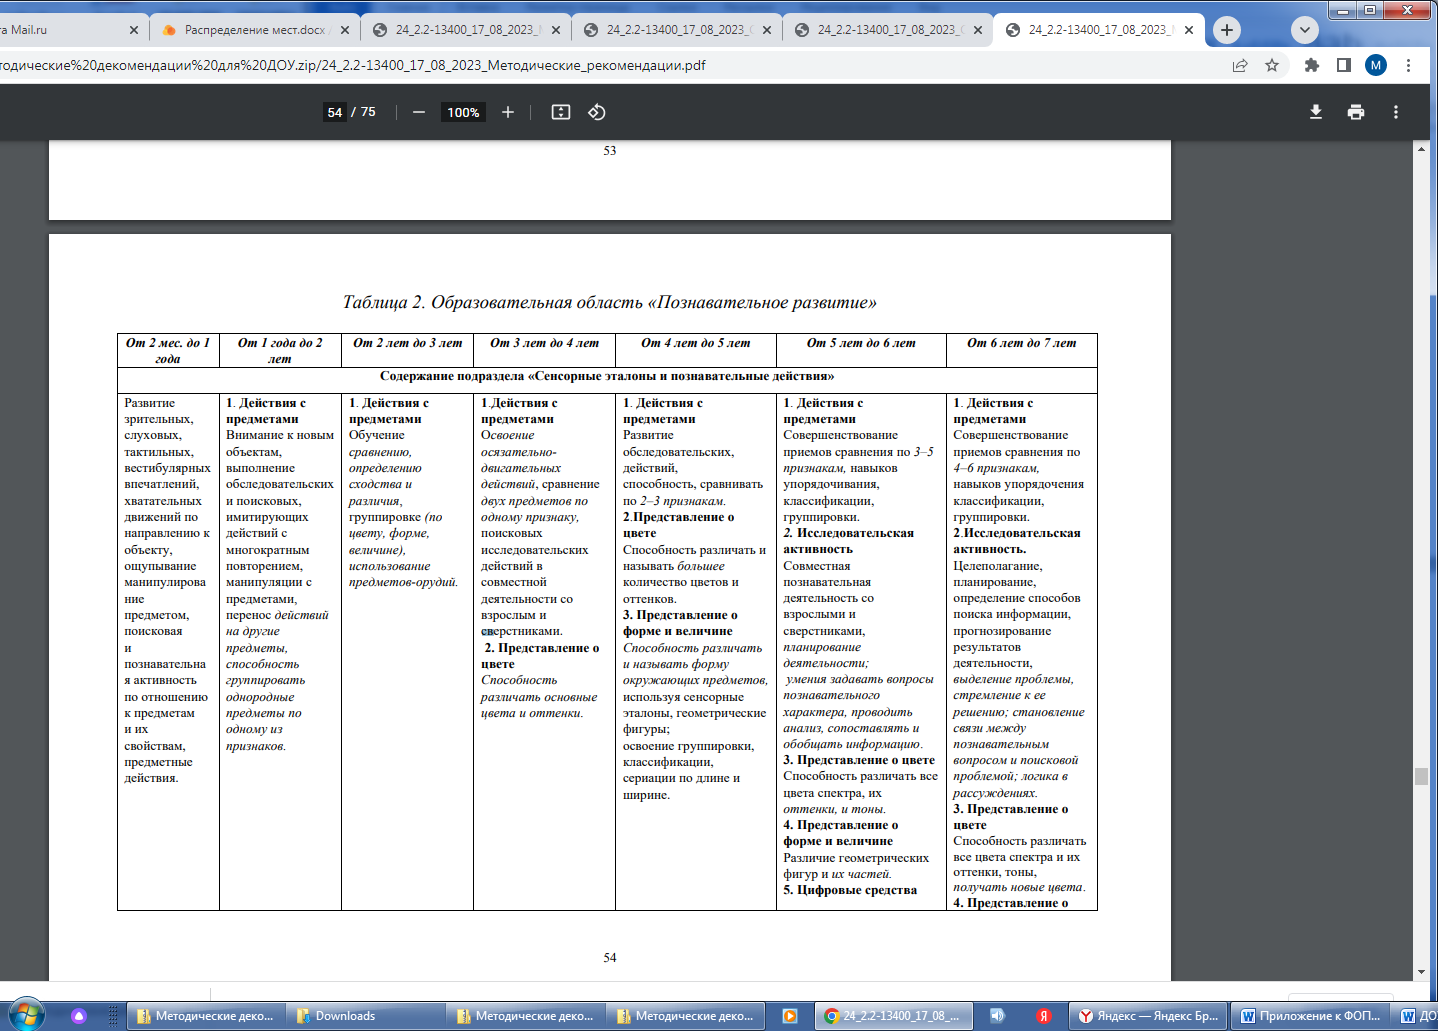 та Mail.ru
Распределение мест.docx
24_2.2-13400_17_08_2023_
24_2.2-13400_17_08_2023_
24_2.2-13400_17_08_2023_
24_2.2-13400_17_08_2023_
тодические%20декомендации%20для%20ДОУ.zip/24_2.2-13400_17_08_2023_Методические_рекомендации.pdf
M
54 / 75
100%
53
Таблица 2. Образовательная область «Познавательное развитие»
От 2 мес. до 1
года
От 1 года до 2
лет
От 2 лет до 3 лет
От 3 лет до 4 лет
От 4 лет до 5 лет
От 5 лет до 6 лет
От 6 лет до 7 лет
Содержание подраздела «Сенсорные эталоны и познавательные действия»
Развитие
зрительных,
слуховых,
тактильных,
вестибулярных
впечатлений,
хватательных
движений по
направлению к
объекту,
ощупывание
манипулирова
ние
предметом,
поисковая
и
познавательна
я активность
по отношению
к предметам
и их
свойствам,
предметные
действия.
1. Действия с
предметами
Внимание к новым
объектам,
выполнение
обследовательских
и поисковых,
имитирующих
действий с
многократным
повторением,
манипуляции с
предметами,
перенос действий
на другие
предметы,
способность
группировать
однородные
предметы по
одному из
признаков.
1. Действия с
предметами
Обучение
сравнению,
определению
сходства и
различия,
группировке (по
цвету, форме,
величине),
использование
предметов-орудий.
1.Действия с
предметами
Освоение
осязательно-
двигательных
действий, сравнение
двух предметов по
одному признаку,
поисковых
исследовательских
действий в
совместной
деятельности со
взрослым и
сверстниками.
2. Представление о
цвете
Способность
различать основные
цвета и оттенки.
1. Действия с
предметами
Развитие
обследовательских,
действий,
способность, сравнивать
по 2–3 признакам.
2.Представление о
цвете
Способность различать и
называть большее
количество цветов и
оттенков.
3. Представление о
форме и величине
Способность различать
и называть форму
окружающих предметов,
используя сенсорные
эталоны, геометрические
фигуры;
освоение группировки,
классификации,
сериации по длине и
ширине.
1. Действия с
предметами
Совершенствование
приемов сравнения по 3–5
признакам, навыков
упорядочивания,
классификации,
группировки.
2. Исследовательская
активность
Совместная
познавательная
деятельность со
взрослыми и
сверстниками,
планирование
деятельности;
умения задавать вопросы
познавательного
характера, проводить
анализ, сопоставлять и
обобщать информацию.
3. Представление о цвете
Способность различать все
цвета спектра, их
оттенки, и тоны.
4. Представление о
форме и величине
Различие геометрических
фигур и их частей.
5. Цифровые средства
1. Действия с
предметами
Совершенствование
приемов сравнения по
4–6 признакам,
навыков упорядочения
классификации,
группировки.
2.Исследовательская
активность.
Целеполагание,
планирование,
определение способов
поиска информации,
прогнозирование
результатов
деятельности,
выделение проблемы,
стремление к ее
решению; становление
связи между
познавательным
вопросом и поисковой
проблемой; логика в
рассуждениях.
3. Представление о
цвете
Способность различать
все цвета спектра и их
оттенки, тоны,
получать новые цвета.
4. Представление о
54
Методические деко...
Downloads
Методические деко...
Методические деко...
24_2.2-13400_17_08_...
Я
Яндекс — Яндекс Бр...
Приложение к ФОП...
ДО